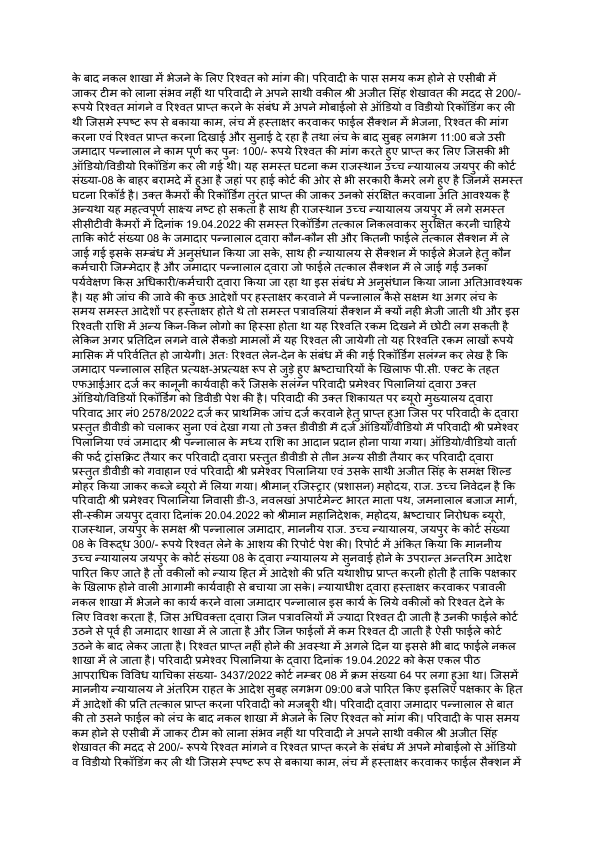 के बाद नकल शाखा में भेजने के लिए रिश्वत को मांग की। परिवादी के पास समय कम होने से एसीबी में
जाकर टीम को लाना संभव नहीं था परिवादी ने अपने साथी वकील श्री अजीत सिंह शेखावत की मदद से 200/-
रूपये रिश्वत मांगने व रिश्वत प्राप्त करने के संबंध में अपने मोबाईलो से ऑडियो व विडीयो रिकॉडिंग कर ली
थी जिसमे स्पष्ट रूप से बकाया काम, लंच में हस्ताक्षर करवाकर फाईल सैक्शन में भेजना, रिश्वत की मांग
करना एवं रिश्वत प्राप्त करना दिखाई और सुनाई दे रहा है तथा लंच के बाद सुबह लगभग 11:00 बजे उसी
जमादार पन्नालाल ने काम पूर्ण कर पुनः 100/- रूपये रिश्वत की मांग करते हुए प्राप्त कर लिए जिसकी भी
ऑडियो/विडीयो रिकॉडिंग कर ली गई थी। यह समस्त घटना कम राजस्थान उच्च न्यायालय जयपुर की कोर्ट
संख्या-08 के बाहर बरामदे में हुआ है जहां पर हाई कोर्ट की ओर से भी सरकारी कैमरे लगे हुए है जिनमें समस्त
घटना रिकॉर्ड है। उक्त कैमरों की रिकॉर्डिंग तुरंत प्राप्त की जाकर उनको संरक्षित करवाना अति आवश्यक है
अन्यथा यह महत्वपूर्ण साक्ष्य नष्ट हो सकता है साथ ही राजस्थान उच्च न्यायालय जयपुर में लगे समस्त
सीसीटीवी कैमरों में दिनांक 19.04.2022 की समस्त रिकॉर्डिंग तत्काल निकलवाकर सुरक्षित करनी चाहिये
ताकि कोर्ट संख्या 08 के जमादार पन्नालाल द्वारा कौन-कौन सी और कितनी फाईले तत्काल सैक्शन में ले
जाई गई इसके सम्बंध में अनुसंधान किया जा सके, साथ ही न्यायालय से सैक्शन में फाईले भेजने हेतु कौन
कर्मचारी जिम्मेदार है और जमादार पन्नालाल द्वारा जो फाईले तत्काल सैक्शन में ले जाई गई उनका
पर्यवेक्षण किस अधिकारी/कर्मचारी द्वारा किया जा रहा था इस संबंध मे अनुसंधान किया जाना अतिआवश्यक
है। यह भी जांच की जावे की कुछ आदेशों पर हस्ताक्षर करवाने में पन्नालाल कैसे सक्षम था अगर लंच के
समय समस्त आदेशों पर हस्ताक्षर होते थे तो समस्त पत्रावलियां सैक्शन में क्यों नही भेजी जाती थी और इस
रिश्वती राशि में अन्य किन-किन लोगो का हिस्सा होता था यह रिश्वति रकम दिखने में छोटी लग सकती है
लेकिन अगर प्रतिदिन लगने वाले सैकडो मामलों में यह रिश्वत ली जायेगी तो यह रिश्वति रकम लाखों रूपये
मासिक में परिर्वतित हो जायेगी। अतः रिश्वत लेन-देन के संबंध में की गई रिकॉर्डिंग सलंग्न कर लेख है कि
जमादार पन्नालाल सहित प्रत्यक्ष-अप्रत्यक्ष रूप से जुड़े हुए भ्रष्टाचारियों के खिलाफ पी.सी. एक्ट के तहत
एफआईआर दर्ज कर कानूनी कार्यवाही करें जिसके सलंग्न परिवादी प्रमेश्वर पिलानियां द्वारा उक्त
ऑडियो/विडियों रिकॉर्डिंग को डिवीडी पेश की है। परिवादी की उक्त शिकायत पर ब्यूरो मुख्यालय द्वारा
परिवाद आर नं0 2578/2022 दर्ज कर प्राथमिक जांच दर्ज करवाने हेतु प्राप्त हुआ जिस पर परिवादी के द्वारा
प्रस्तुत डीवीडी को चलाकर सुना एवं देखा गया तो उक्त डीवीडी में दर्ज ऑडियों/वीडियो में परिवादी श्री प्रमेश्वर
पिलानिया एवं जमादार श्री पन्नालाल के मध्य राशि का आदान प्रदान होना पाया गया। ऑडियो/वीडियो वार्ता
की फर्द ट्रांसक्रिट तैयार कर परिवादी द्वारा प्रस्तुत डीवीडी से तीन अन्य सीडी तैयार कर परिवादी द्वारा
प्रस्तुत डीवीडी को गवाहान एवं परिवादी श्री प्रमेश्वर पिलानिया एवं उसके साथी अजीत सिंह के समक्ष शिल्ड
मोहर किया जाकर कब्जे ब्यूरो में लिया गया। श्रीमान् रजिस्ट्रार (प्रशासन) महोदय, राज. उच्च निवेदन है कि
परिवादी श्री प्रमेश्वर पिलानिया निवासी डी-3, नवलखां अपार्टमेन्ट भारत माता पथ, जमनालाल बजाज मार्ग,
सी-स्कीम जयपुर द्वारा दिनांक 20.04.2022 को श्रीमान महानिदेशक, महोदय, भ्रष्टाचार निरोधक ब्यूरो,
राजस्थान, जयपुर के समक्ष श्री पन्नालाल जमादार, माननीय राज. उच्च न्यायालय, जयपुर के कोर्ट संख्या
08 के विरूद्ध 300/- रूपये रिश्वत लेने के आशय की रिपोर्ट पेश की। रिपोर्ट में अंकित किया कि माननीय
उच्च न्यायालय जयपुर के कोर्ट संख्या 08 के द्वारा न्यायालय मे सुनवाई होने के उपरान्त अन्तरिम आदेश
पारित किए जाते है तो वकीलों को न्याय हित में आदेशो की प्रति यथाशीघ्र प्राप्त करनी होती है ताकि पक्षकार
के खिलाफ होने वाली आगामी कार्यवाही से बचाया जा सके। न्यायाधीश द्वारा हस्ताक्षर करवाकर पत्रावली
नकल शाखा में भेजने का कार्य करने वाला जमादार पन्नालाल इस कार्य के लिये वकीलों को रिश्वत देने के
लिए विवश करता है, जिस अधिवक्ता द्वारा जिन पत्रावलियों में ज्यादा रिश्वत दी जाती है उनकी फाईले कोर्ट
उठने से पूर्व ही जमादार शाखा में ले जाता है और जिन फाईलों में कम रिश्वत दी जाती है ऐसी फाईले कोर्ट
उठने के बाद लेकर जाता है। रिश्वत प्राप्त नहीं होने की अवस्था में अगले दिन या इससे भी बाद फाईले नकल
शाखा में ले जाता है। परिवादी प्रमेश्वर पिलानिया के द्वारा दिनांक 19.04.2022 को केस एकल पीठ
आपराधिक विविध याचिका संख्या- 3437/2022 कोर्ट नम्बर 08 में क्रम संख्या 64 पर लगा हुआ था। जिसमें
माननीय न्यायालय ने अंतरिम राहत के आदेश सुबह लगभग 09:00 बजे पारित किए इसलिए पक्षकार के हित
में आदेशों की प्रति तत्काल प्राप्त करना परिवादी को मजबूरी थी। परिवादी द्वारा जमादार पन्नालाल से बात
की तो उसने फाईल को लंच के बाद नकल शाखा में भेजने के लिए रिश्वत को मांग की। परिवादी के पास समय
कम होने से एसीबी में जाकर टीम को लाना संभव नहीं था परिवादी ने अपने साथी वकील श्री अजीत सिंह
शेखावत की मदद से 200/- रूपये रिश्वत मांगने व रिश्वत प्राप्त करने के संबंध में अपने मोबाईलो से ऑडियो
व विडीयो रिकॉडिंग कर ली थी जिसमे स्पष्ट रूप से बकाया काम, लंच में हस्ताक्षर करवाकर फाईल सैक्शन में